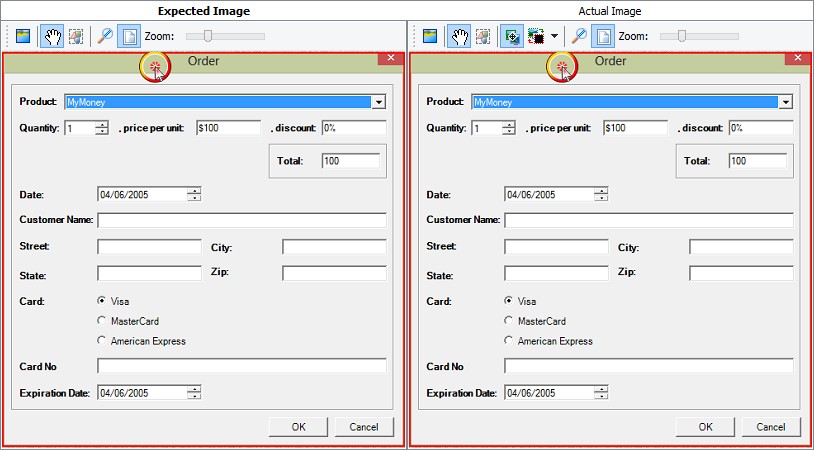 Expected Image
Zoom:
Order
Product: MyMoney
Quantity: 1 , price per unit: $100 , discount: 0%
Total: 100
Date: 04/06/2005
Customer Name:
Street: City:
State: Zip:
Card: Visa
MasterCard
American Express
Card No
Expiration Date: 04/06/2005
OK Cancel
Actual Image
Zoom:
Order
Product: MyMoney
Quantity: 1 , price per unit: $100 , discount: 0%
Total: 100
Date: 04/06/2005
Customer Name:
Street: City:
State: Zip:
Card: Visa
MasterCard
American Express
Card No
Expiration Date: 04/06/2005
OK Cancel